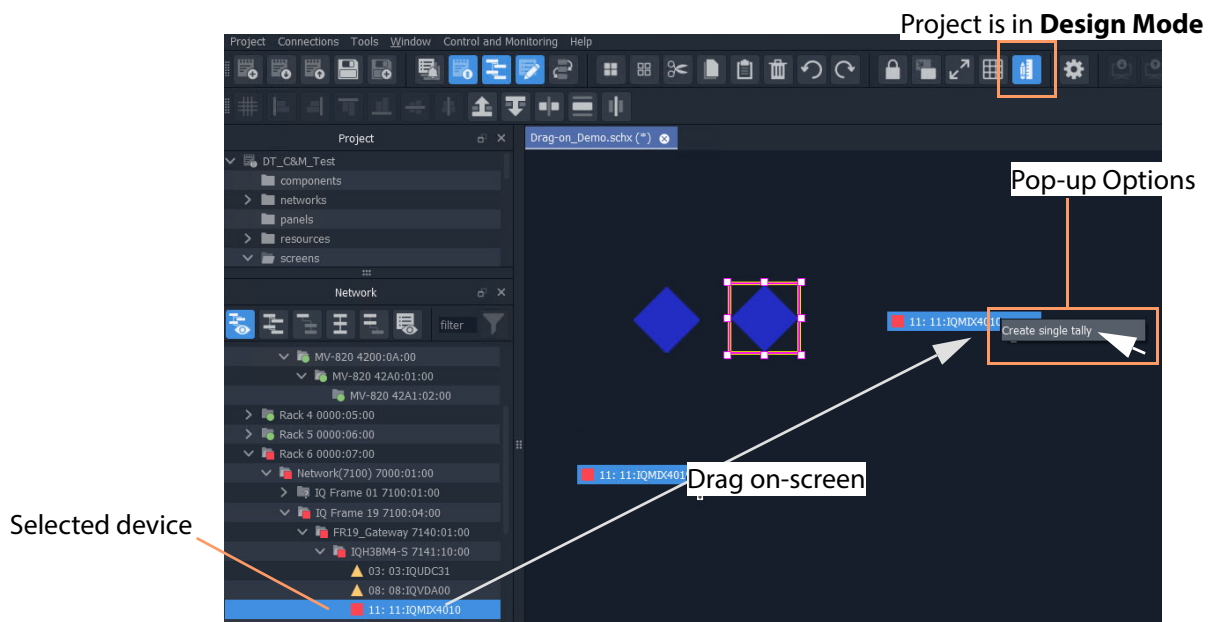 Project is in Design Mode
Project Connections Tools Window Control and Monitoring Help
Project
Drag-on_Demo.schx (*)
DT_C&M_Test
components
networks
panels
resources
screens
Pop-up Options
Network
filter
MV-820 4200:0A:00
MV-820 42A0:01:00
MV-820 42A1:02:00
Rack 4 0000:05:00
Rack 5 0000:06:00
Rack 6 0000:07:00
Network(7100) 7000:01:00
IQ Frame 01 7100:01:00
IQ Frame 19 7100:04:00
FR19_Gateway 7140:01:00
IQH3BM4-S 7141:10:00
03: 03:IQUDC31
08: 08:IQVDA00
11: 11:IQMIX4010
11: 11:IQMIX4010
Create single tally
11: 11:IQMIX401
Drag on-screen
Selected device